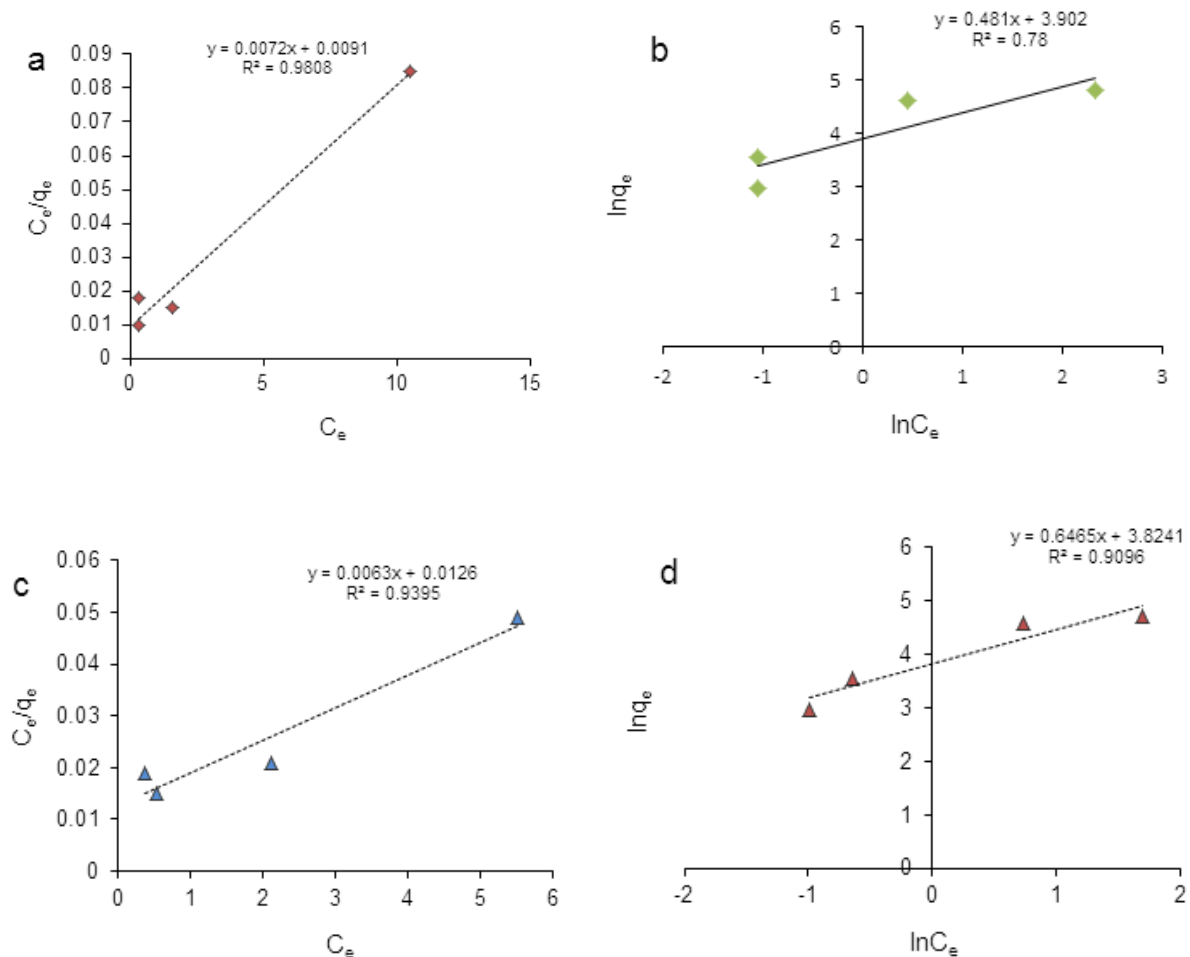 a
y = 0.0072x + 0.0091
R² = 0.9808
0.09
0.08
0.07
0.06
0.05
0.04
0.03
0.02
0.01
0
Cₑ/qₑ
0 5 10 15
Cₑ
b
y = 0.481x + 3.902
R² = 0.78
6
5
4
3
2
1
0
lnqₑ
-2 -1 0 1 2 3
lnCₑ
c
y = 0.0063x + 0.0126
R² = 0.9395
0.06
0.05
0.04
0.03
0.02
0.01
0
Cₑ/qₑ
0 1 2 3 4 5 6
Cₑ
d
y = 0.6465x + 3.8241
R² = 0.9096
6
5
4
3
2
1
0
lnqₑ
-2 -1 0 1 2
lnCₑ